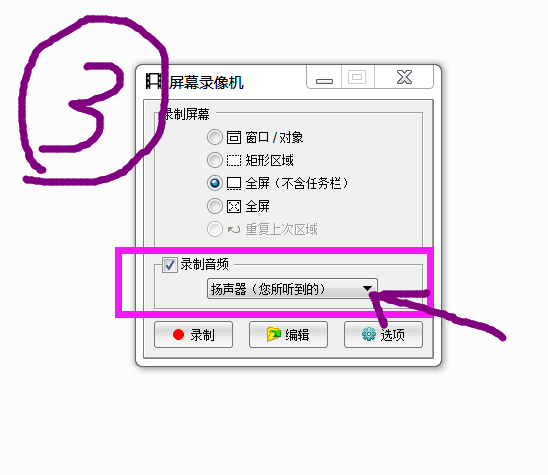 3
屏幕录像机
录制屏幕
窗口 / 对象
矩形区域
全屏（不含任务栏）
全屏
重复上次区域
录制音频
扬声器（您所听到的）
录制
编辑
选项